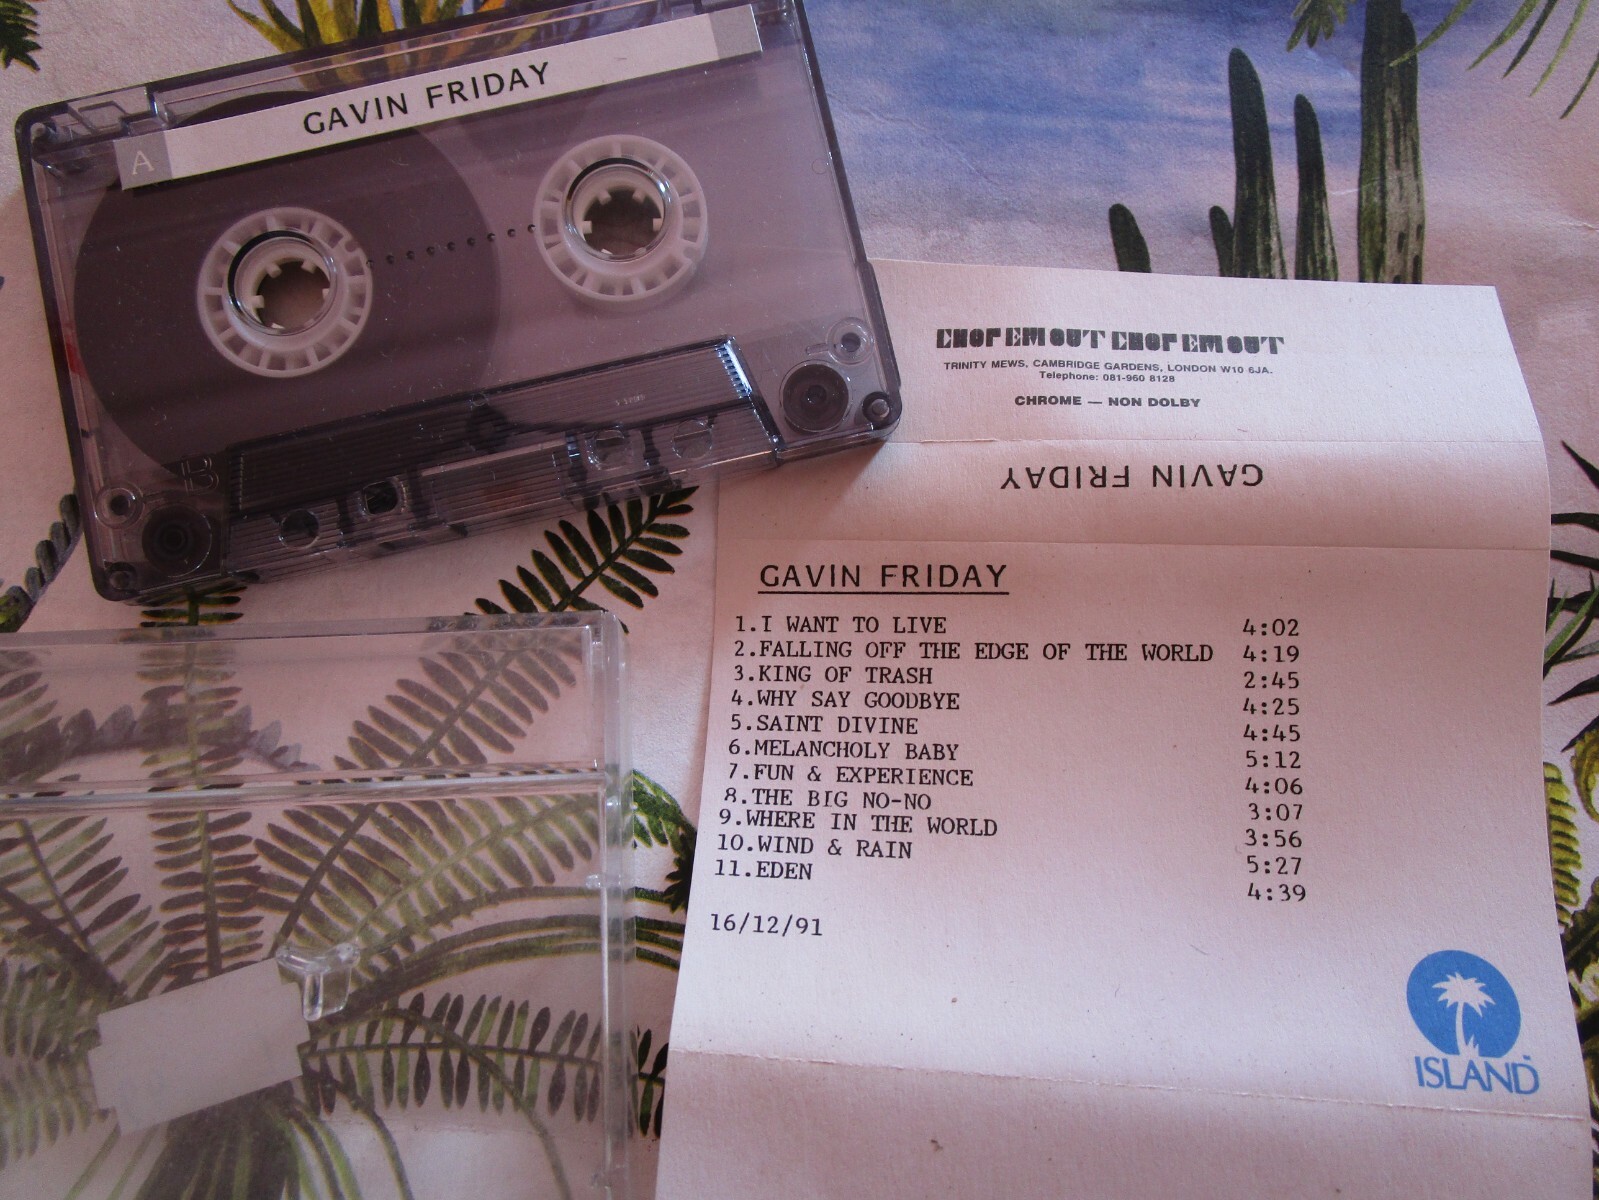 GAVIN FRIDAY
A
B
CHOP EM OUT CHOP EM OUT
TRINITY MEWS, CAMBRIDGE GARDENS, LONDON W10 6JA.
Telephone: 081-960 8128
CHROME — NON DOLBY
GAVIN FRIDAY
GAVIN FRIDAY
1.I WANT TO LIVE 4:02
2.FALLING OFF THE EDGE OF THE WORLD 4:19
3.KING OF TRASH 2:45
4.WHY SAY GOODBYE 4:25
5.SAINT DIVINE 4:45
6.MELANCHOLY BABY 5:12
7.FUN & EXPERIENCE 4:06
8.THE BIG NO-NO 3:07
9.WHERE IN THE WORLD 3:56
10.WIND & RAIN 5:27
11.EDEN 4:39
16/12/91
ISLAND